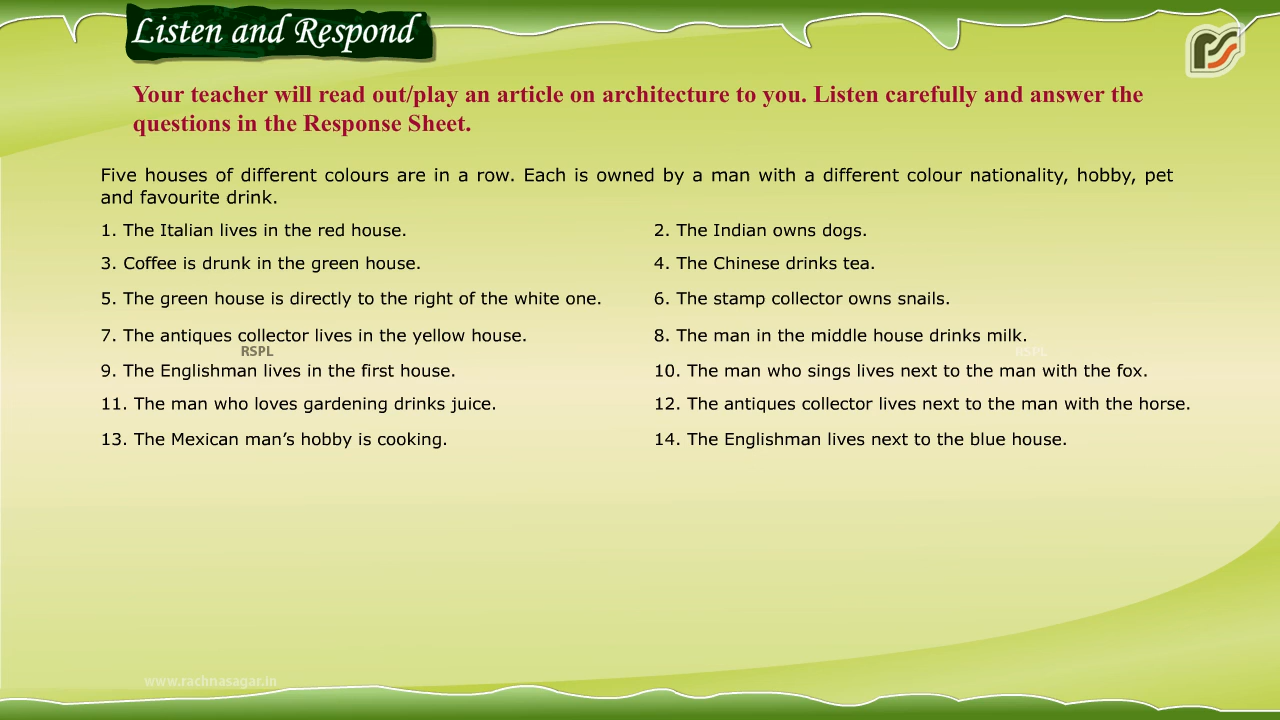 Listen and Respond
Your teacher will read out/play an article on architecture to you. Listen carefully and answer the
questions in the Response Sheet.
Five houses of different colours are in a row. Each is owned by a man with a different colour nationality, hobby, pet
and favourite drink.
1. The Italian lives in the red house.
2. The Indian owns dogs.
3. Coffee is drunk in the green house.
4. The Chinese drinks tea.
5. The green house is directly to the right of the white one.
6. The stamp collector owns snails.
7. The antiques collector lives in the yellow house.
8. The man in the middle house drinks milk.
RSPL
RSPL
9. The Englishman lives in the first house.
10. The man who sings lives next to the man with the fox.
11. The man who loves gardening drinks juice.
12. The antiques collector lives next to the man with the horse.
13. The Mexican man's hobby is cooking.
14. The Englishman lives next to the blue house.
www.rachnasagar.in